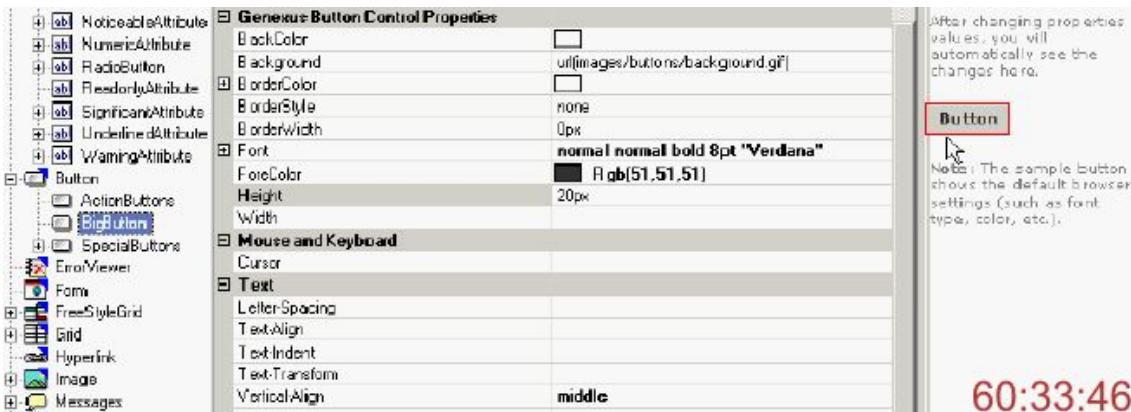 NoticeableAttribute
NumericAttribute
RadioButton
ReadonlyAttribute
SignificantAttribute
UnderlinedAttribute
WarningAttribute
Button
ActionButtons
BigButton
SpecialButtons
ErrorViewer
Form
FreeStyleGrid
Grid
Hyperlink
Image
Messages
Genexus Button Control Properties
BackColor
Background url(images/buttons/background.gif)
BorderColor
BorderStyle none
BorderWidth 0px
Font normal normal bold 8pt "Verdana"
ForeColor Rgb(51,51,51)
Height 20px
Width
Mouse and Keyboard
Cursor
Text
Letter-Spacing
Text-Align
Text-Indent
Text-Transform
Vertical-Align middle
After changing properties
values, you will
automatically see the
changes here.
Button
Note: The sample button
shows the default browser
settings (such as font
type, color, etc.).
60:33:46